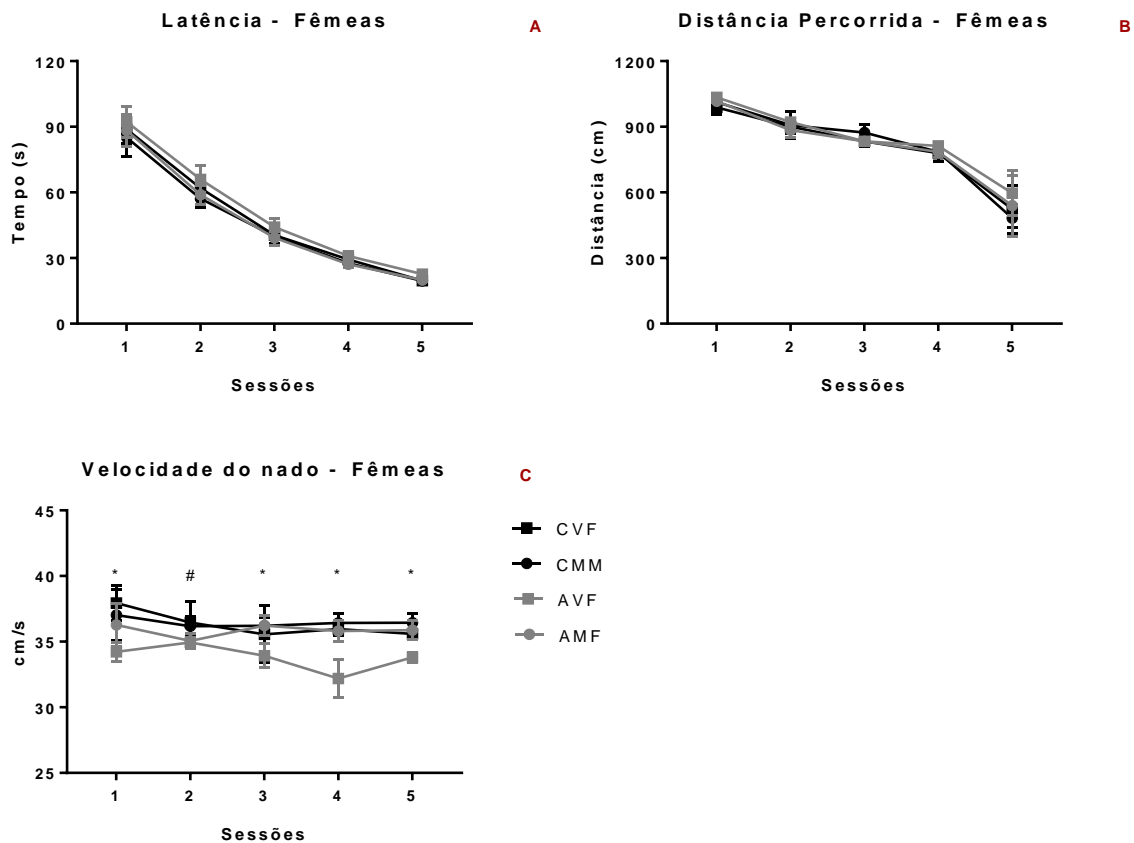 Latência - Fêmeas
A
Tempo (s)
120
90
60
30
0
1 2 3 4 5
Sessões
Distância Percorrida - Fêmeas
B
Distância (cm)
1200
900
600
300
0
1 2 3 4 5
Sessões
Velocidade do nado - Fêmeas
C
cm/s
45
40
35
30
25
* # * * *
1 2 3 4 5
Sessões
CVF
CMM
AVF
AMF